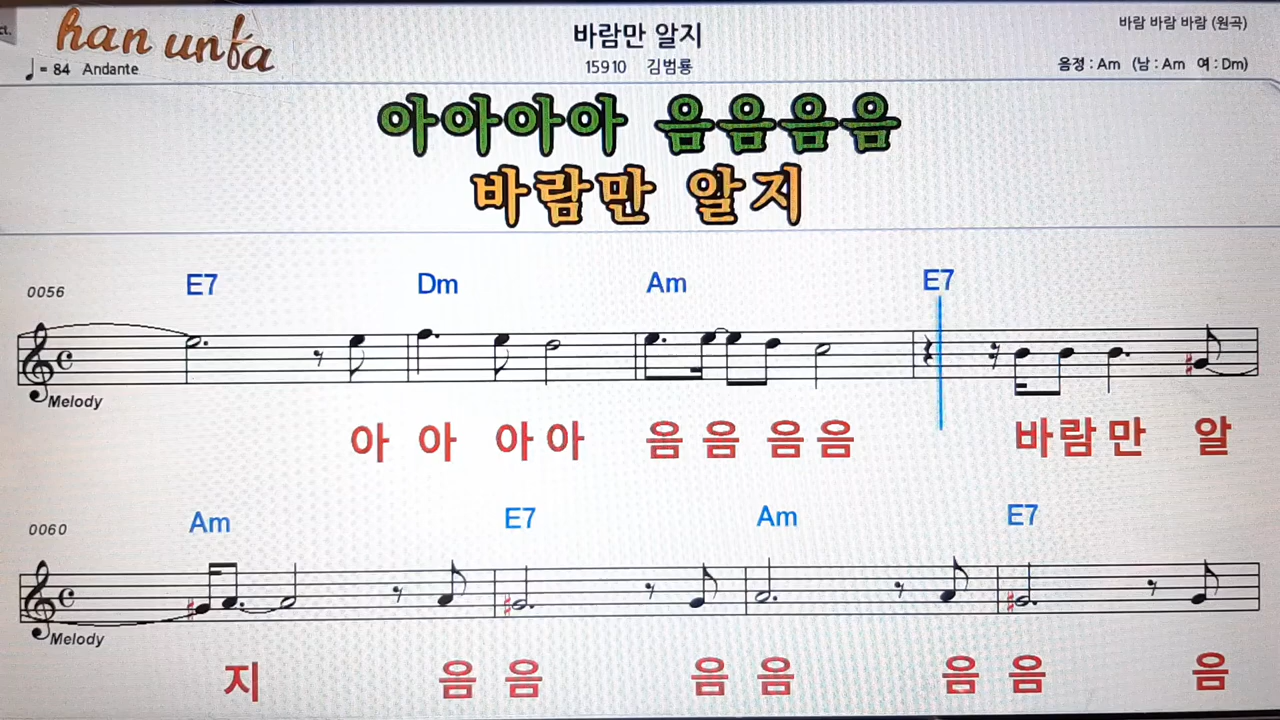 ct.
han unfa
바람만 알지
바람 바람 바람 (원곡)
♩ = 84 Andante
15910 김범룡
음정 : Am (남 : Am 여 : Dm)
아아아아 음음음음
바람만 알지
E7 Dm Am E7
0056
Melody
아 아 아 아 음 음 음 음 바 람 만 알
Am E7 Am E7
0060
Melody
지 음 음 음 음 음 음 음